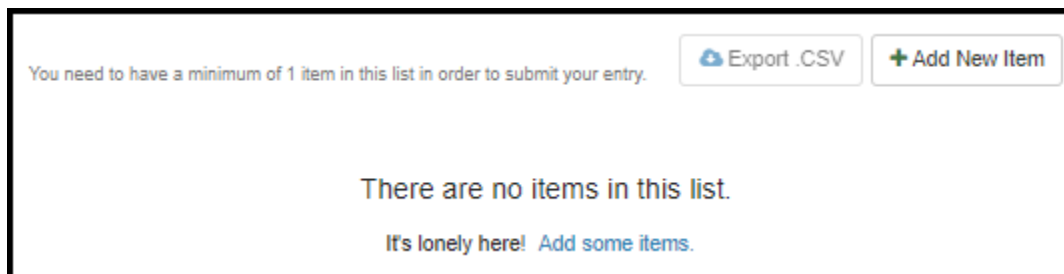 You need to have a minimum of 1 item in this list in order to submit your entry.
Export .CSV
Add New Item
There are no items in this list.
It's lonely here! Add some items.